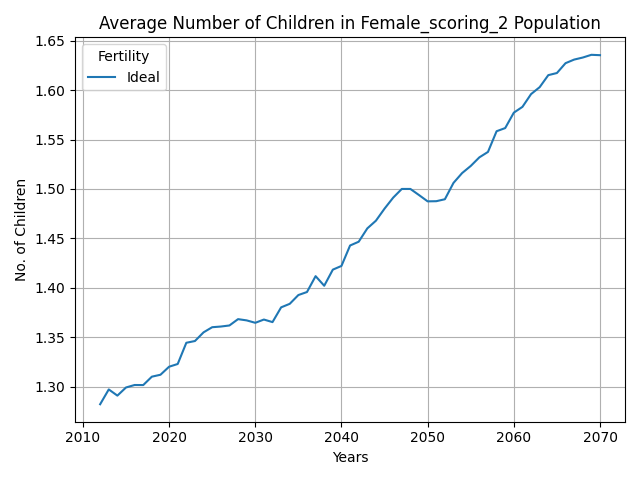 Average Number of Children in Female_scoring_2 Population
1.65
1.60
1.55
1.50
1.45
1.40
1.35
1.30
No. of Children
Fertility
Ideal
2010 2020 2030 2040 2050 2060 2070
Years